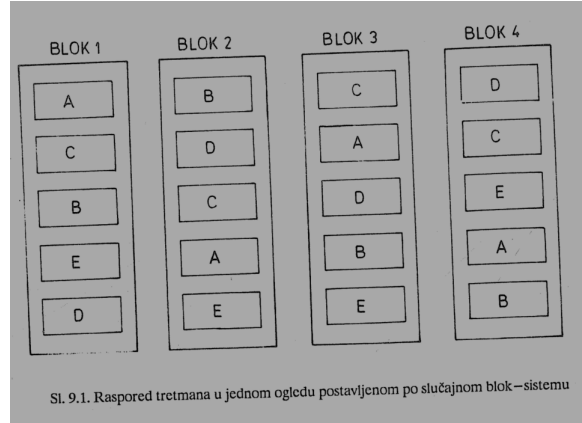 BLOK 1
A
C
B
E
D
BLOK 2
B
D
C
A
E
BLOK 3
C
A
D
B
E
BLOK 4
D
C
E
A
B
Sl. 9.1. Raspored tretmana u jednom ogledu postavljenom po slučajnom blok–sistemu